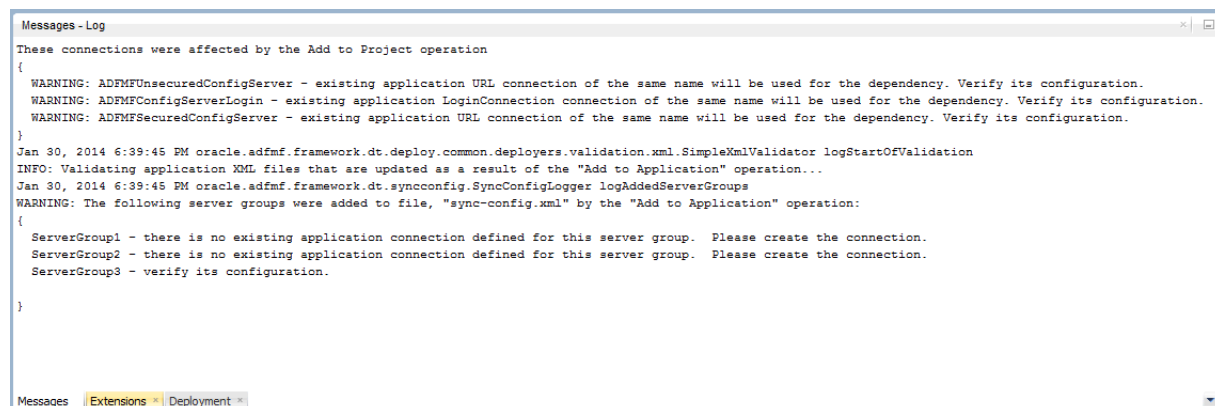 Messages - Log
These connections were affected by the Add to Project operation
{
WARNING: ADFMFUnsecuredConfigServer - existing application URL connection of the same name will be used for the dependency. Verify its configuration.
WARNING: ADFMFConfigServerLogin - existing application LoginConnection connection of the same name will be used for the dependency. Verify its configuration.
WARNING: ADFMFSecuredConfigServer - existing application URL connection of the same name will be used for the dependency. Verify its configuration.
}
Jan 30, 2014 6:39:45 PM oracle.adfmf.framework.dt.deploy.common.deployers.validation.xml.SimpleXmlValidator logStartOfValidation
INFO: Validating application XML files that are updated as a result of the "Add to Application" operation...
Jan 30, 2014 6:39:45 PM oracle.adfmf.framework.dt.syncconfig.SyncConfigLogger logAddedServerGroups
WARNING: The following server groups were added to file, "sync-config.xml" by the "Add to Application" operation:
{
ServerGroup1 - there is no existing application connection defined for this server group.  Please create the connection.
ServerGroup2 - there is no existing application connection defined for this server group.  Please create the connection.
ServerGroup3 - verify its configuration.
}
Messages Extensions Deployment